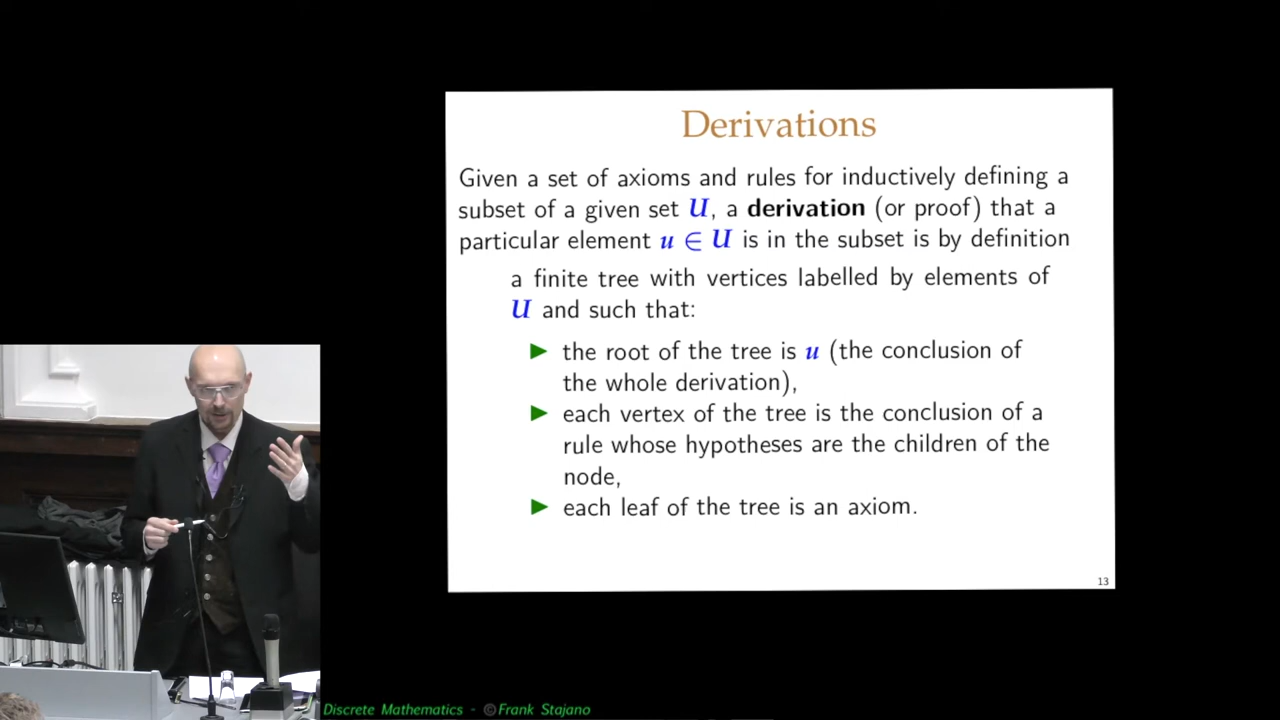 Derivations
Given a set of axioms and rules for inductively defining a
subset of a given set U, a derivation (or proof) that a
particular element u ∈ U is in the subset is by definition
a finite tree with vertices labelled by elements of
U and such that:
▶ the root of the tree is u (the conclusion of
the whole derivation),
▶ each vertex of the tree is the conclusion of a
rule whose hypotheses are the children of the
node,
▶ each leaf of the tree is an axiom.
13
Discrete Mathematics - ©Frank Stajano